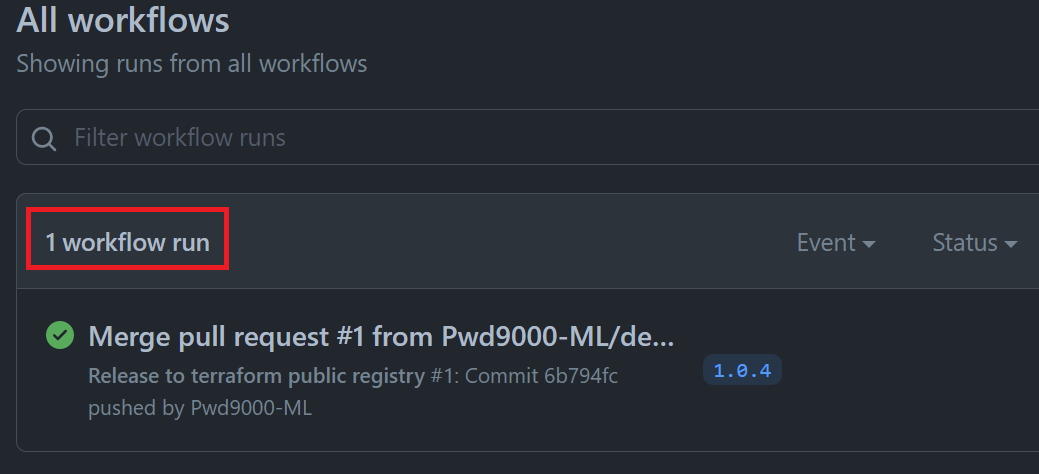 All workflows
Showing runs from all workflows
Filter workflow runs
1 workflow run
Event
Status
Merge pull request #1 from Pwd9000-ML/de...
Release to terraform public registry #1: Commit 6b794fc
pushed by Pwd9000-ML
1.0.4